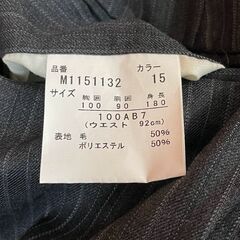 品番 カラー
M1151132 15
サイズ 胸囲 胴囲 身長
100 90 180
100AB7
(ウエスト 92cm)
表地 毛 50%
ポリエステル 50%